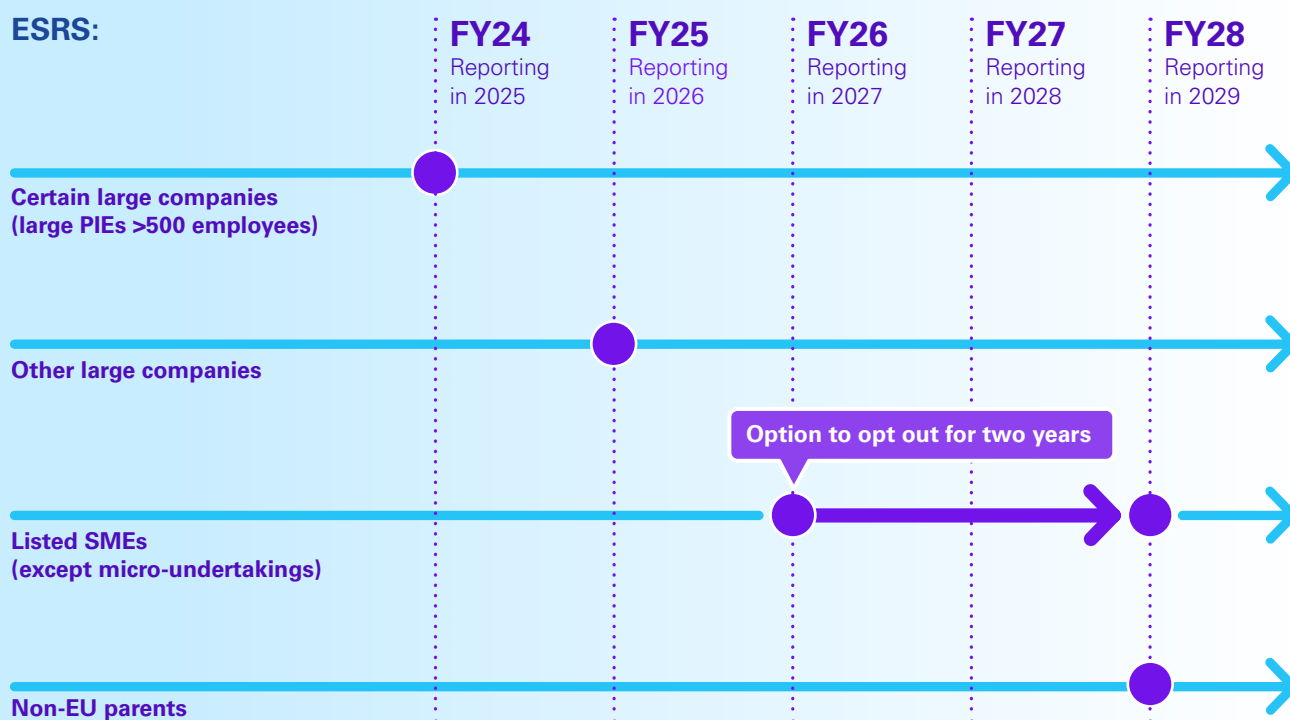 ESRS:
FY24
Reporting
in 2025
FY25
Reporting
in 2026
FY26
Reporting
in 2027
FY27
Reporting
in 2028
FY28
Reporting
in 2029
Certain large companies
(large PIEs >500 employees)
Other large companies
Option to opt out for two years
Listed SMEs
(except micro-undertakings)
Non-EU parents